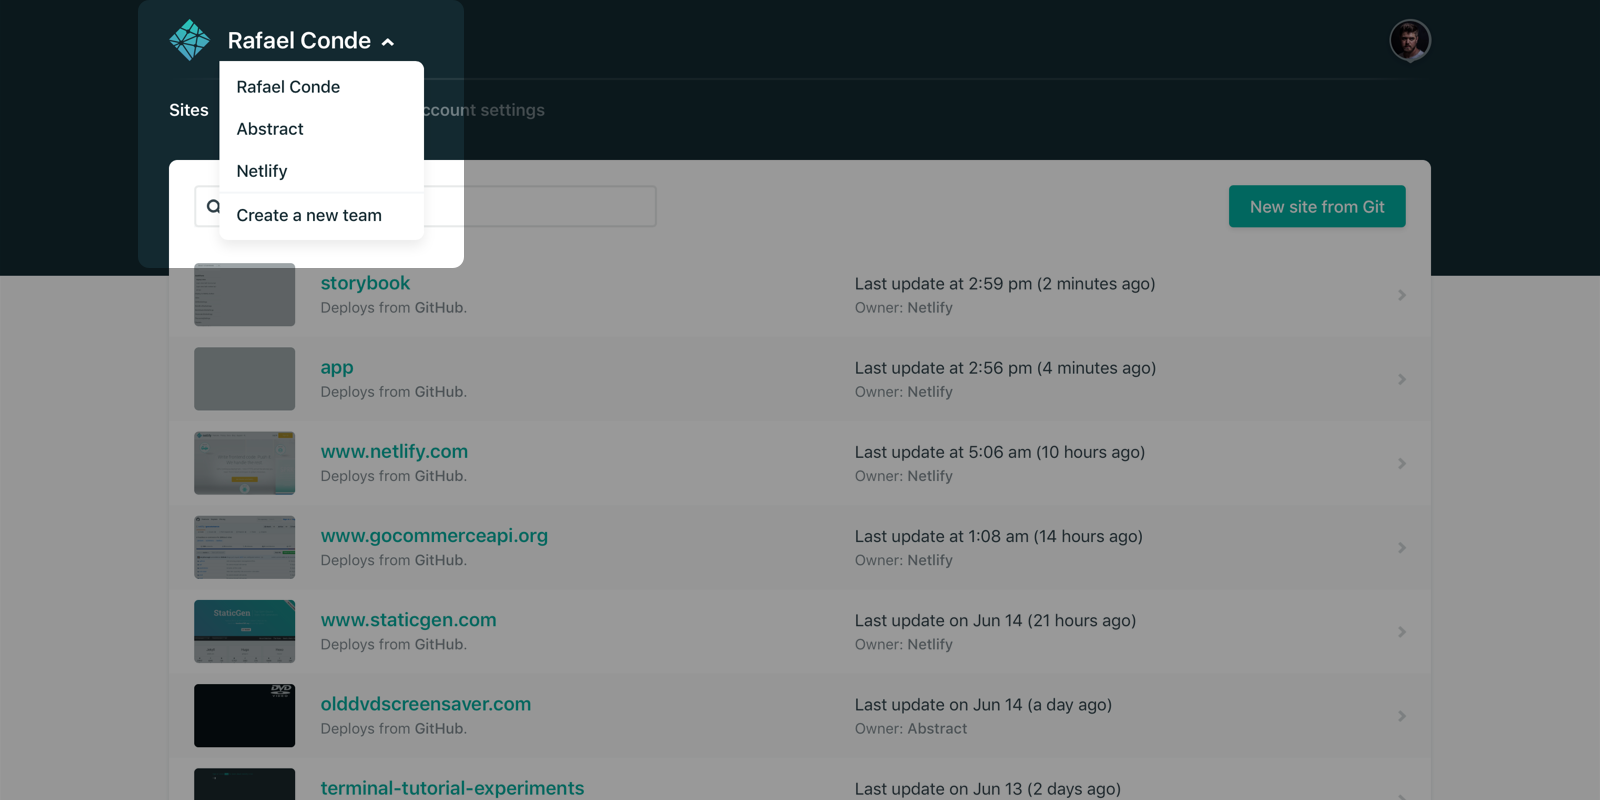 Rafael Conde
Rafael Conde
Abstract
Netlify
Create a new team
Sites
ccount settings
New site from Git
storybook
Deploys from GitHub.
Last update at 2:59 pm (2 minutes ago)
Owner: Netlify
app
Deploys from GitHub.
Last update at 2:56 pm (4 minutes ago)
Owner: Netlify
www.netlify.com
Deploys from GitHub.
Last update at 5:06 am (10 hours ago)
Owner: Netlify
www.gocommerceapi.org
Deploys from GitHub.
Last update at 1:08 am (14 hours ago)
Owner: Netlify
StaticGen
www.staticgen.com
Deploys from GitHub.
Last update on Jun 14 (21 hours ago)
Owner: Netlify
DVD
olddvdscreensaver.com
Deploys from GitHub.
Last update on Jun 14 (a day ago)
Owner: Abstract
terminal-tutorial-experiments
Last update on Jun 13 (2 days ago)